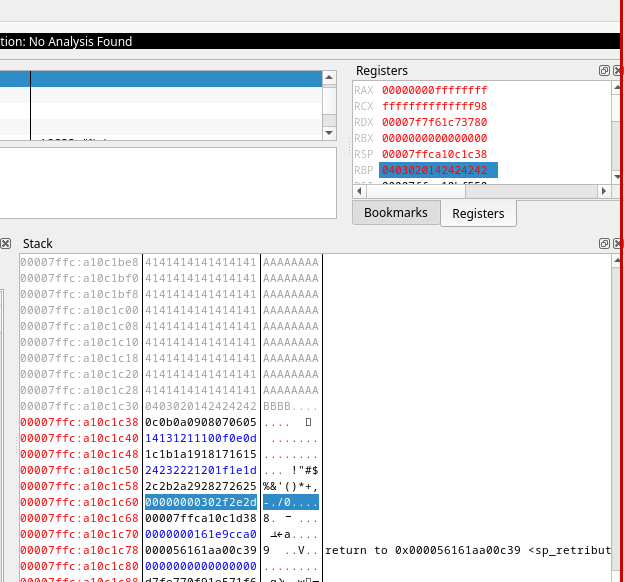 tion: No Analysis Found
Registers
RAX 00000000ffffffff
RCX ffffffffffffff98
RDX 00007f7f61c73780
RBX 0000000000000000
RSP 00007ffca10c1c38
RBP 0403020142424242
Bookmarks Registers
Stack
00007ffc:a10c1be8 4141414141414141 AAAAAAAA
00007ffc:a10c1bf0 4141414141414141 AAAAAAAA
00007ffc:a10c1bf8 4141414141414141 AAAAAAAA
00007ffc:a10c1c00 4141414141414141 AAAAAAAA
00007ffc:a10c1c08 4141414141414141 AAAAAAAA
00007ffc:a10c1c10 4141414141414141 AAAAAAAA
00007ffc:a10c1c18 4141414141414141 AAAAAAAA
00007ffc:a10c1c20 4141414141414141 AAAAAAAA
00007ffc:a10c1c28 4141414141414141 AAAAAAAA
00007ffc:a10c1c30 0403020142424242 BBBB....
00007ffc:a10c1c38 0c0b0a0908070605 ....
00007ffc:a10c1c40 14131211100f0e0d .......
00007ffc:a10c1c48 1c1b1a1918171615 ........
00007ffc:a10c1c50 24232221201f1e1d ... !"#$
00007ffc:a10c1c58 2c2b2a2928272625 %&'()*+,
00007ffc:a10c1c60 00000000302f2e2d -./0....
00007ffc:a10c1c68 00007ffca10c1d38
00007ffc:a10c1c70 0000000161e9cca0
00007ffc:a10c1c78 000056161aa00c39 9 ..V.. return to 0x000056161aa00c39 <sp_retribut
00007ffc:a10c1c80 0000000000000000 ........